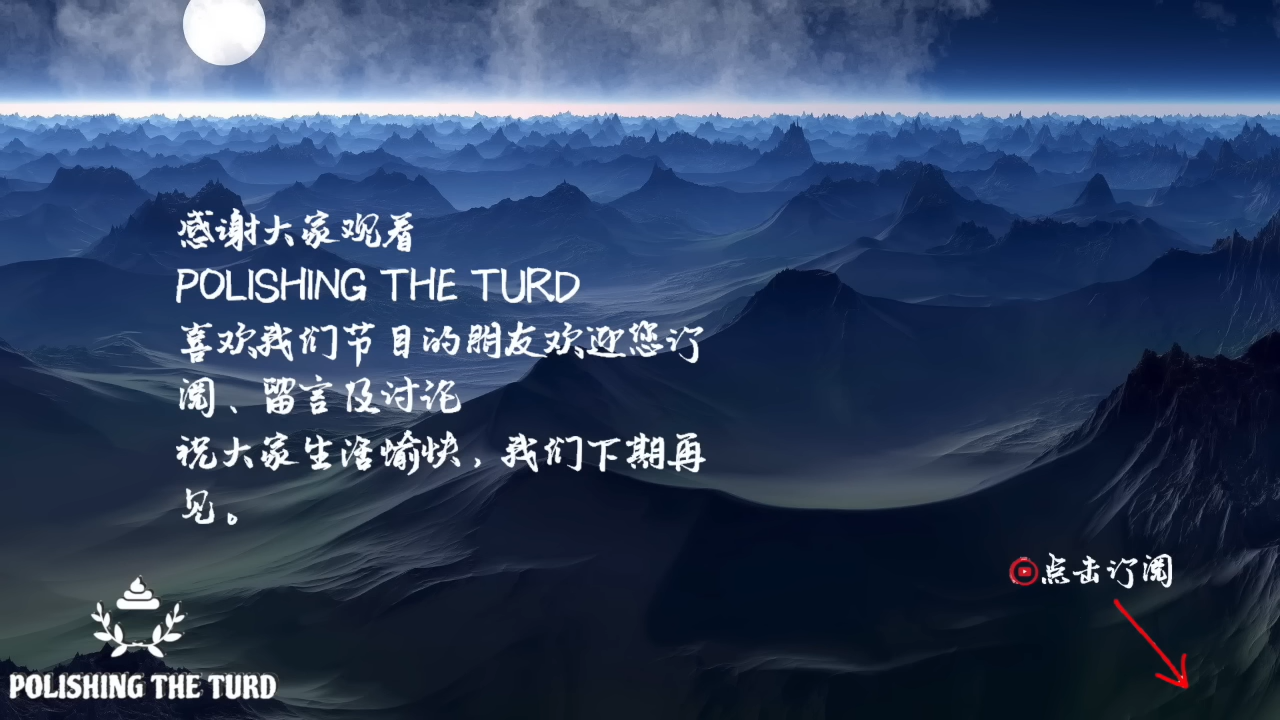 感谢大家观看
POLISHING THE TURD
喜欢我们节目的朋友欢迎您订
阅、留言及讨论
祝大家生活愉快，我们下期再
见。
点击订阅
POLISHING THE TURD